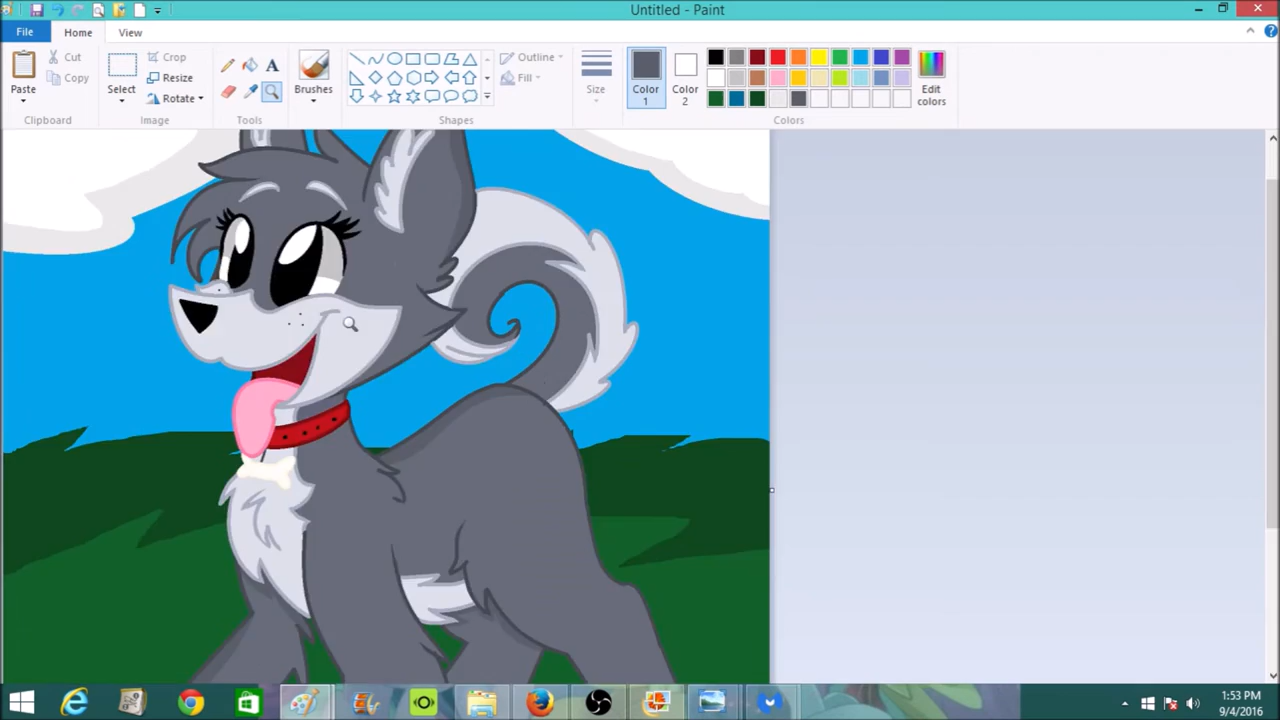 Untitled - Paint
File Home View
Paste
Cut
Copy
Clipboard
Select
Crop
Resize
Rotate
Image
A
Tools
Brushes
Outline
Fill
Shapes
Size
Color 1
Color 2
Edit colors
Colors
1:53 PM
9/4/2016